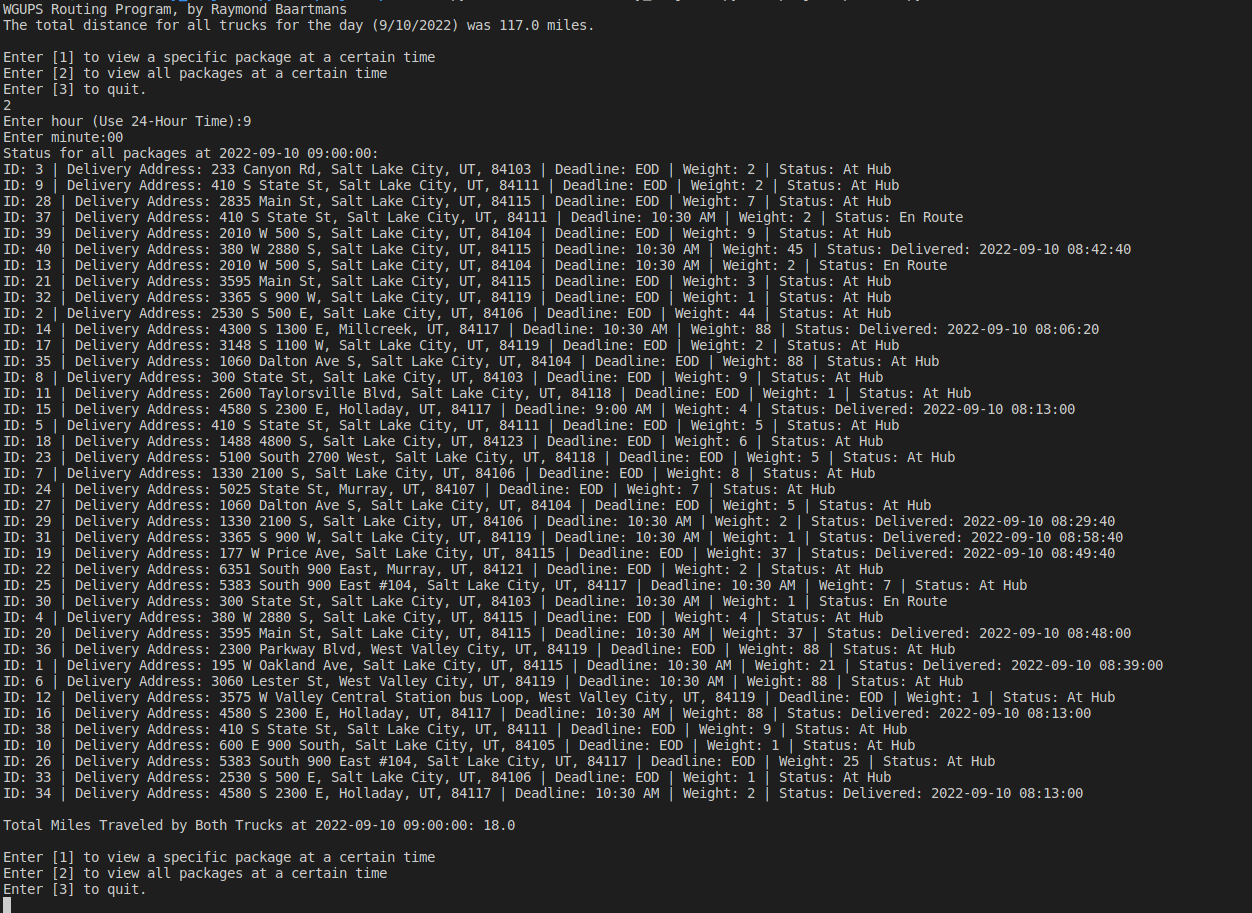 WGUPS Routing Program, by Raymond Baartmans
The total distance for all trucks for the day (9/10/2022) was 117.0 miles.
Enter [1] to view a specific package at a certain time
Enter [2] to view all packages at a certain time
Enter [3] to quit.
2
Enter hour (Use 24-Hour Time):9
Enter minute:00
Status for all packages at 2022-09-10 09:00:00:
ID: 3 | Delivery Address: 233 Canyon Rd, Salt Lake City, UT, 84103 | Deadline: EOD | Weight: 2 | Status: At Hub
ID: 9 | Delivery Address: 410 S State St, Salt Lake City, UT, 84111 | Deadline: EOD | Weight: 2 | Status: At Hub
ID: 28 | Delivery Address: 2835 Main St, Salt Lake City, UT, 84115 | Deadline: EOD | Weight: 7 | Status: At Hub
ID: 37 | Delivery Address: 410 S State St, Salt Lake City, UT, 84111 | Deadline: 10:30 AM | Weight: 2 | Status: En Route
ID: 39 | Delivery Address: 2010 W 500 S, Salt Lake City, UT, 84104 | Deadline: EOD | Weight: 9 | Status: At Hub
ID: 40 | Delivery Address: 380 W 2880 S, Salt Lake City, UT, 84115 | Deadline: 10:30 AM | Weight: 45 | Status: Delivered: 2022-09-10 08:42:40
ID: 13 | Delivery Address: 2010 W 500 S, Salt Lake City, UT, 84104 | Deadline: 10:30 AM | Weight: 2 | Status: En Route
ID: 21 | Delivery Address: 3595 Main St, Salt Lake City, UT, 84115 | Deadline: EOD | Weight: 3 | Status: At Hub
ID: 32 | Delivery Address: 3365 S 900 W, Salt Lake City, UT, 84119 | Deadline: EOD | Weight: 1 | Status: At Hub
ID: 2 | Delivery Address: 2530 S 500 E, Salt Lake City, UT, 84106 | Deadline: EOD | Weight: 44 | Status: At Hub
ID: 14 | Delivery Address: 4300 S 1300 E, Millcreek, UT, 84117 | Deadline: 10:30 AM | Weight: 88 | Status: Delivered: 2022-09-10 08:06:20
ID: 17 | Delivery Address: 3148 S 1100 W, Salt Lake City, UT, 84119 | Deadline: EOD | Weight: 2 | Status: At Hub
ID: 35 | Delivery Address: 1060 Dalton Ave S, Salt Lake City, UT, 84104 | Deadline: EOD | Weight: 88 | Status: At Hub
ID: 8 | Delivery Address: 300 State St, Salt Lake City, UT, 84103 | Deadline: EOD | Weight: 9 | Status: At Hub
ID: 11 | Delivery Address: 2600 Taylorsville Blvd, Salt Lake City, UT, 84118 | Deadline: EOD | Weight: 1 | Status: At Hub
ID: 15 | Delivery Address: 4580 S 2300 E, Holladay, UT, 84117 | Deadline: 9:00 AM | Weight: 4 | Status: Delivered: 2022-09-10 08:13:00
ID: 5 | Delivery Address: 410 S State St, Salt Lake City, UT, 84111 | Deadline: EOD | Weight: 5 | Status: At Hub
ID: 18 | Delivery Address: 1488 4800 S, Salt Lake City, UT, 84123 | Deadline: EOD | Weight: 6 | Status: At Hub
ID: 23 | Delivery Address: 5100 South 2700 West, Salt Lake City, UT, 84118 | Deadline: EOD | Weight: 5 | Status: At Hub
ID: 7 | Delivery Address: 1330 2100 S, Salt Lake City, UT, 84106 | Deadline: EOD | Weight: 8 | Status: At Hub
ID: 24 | Delivery Address: 5025 State St, Murray, UT, 84107 | Deadline: EOD | Weight: 7 | Status: At Hub
ID: 27 | Delivery Address: 1060 Dalton Ave S, Salt Lake City, UT, 84104 | Deadline: EOD | Weight: 5 | Status: At Hub
ID: 29 | Delivery Address: 1330 2100 S, Salt Lake City, UT, 84106 | Deadline: 10:30 AM | Weight: 2 | Status: Delivered: 2022-09-10 08:29:40
ID: 31 | Delivery Address: 3365 S 900 W, Salt Lake City, UT, 84119 | Deadline: 10:30 AM | Weight: 1 | Status: Delivered: 2022-09-10 08:58:40
ID: 19 | Delivery Address: 177 W Price Ave, Salt Lake City, UT, 84115 | Deadline: EOD | Weight: 37 | Status: Delivered: 2022-09-10 08:49:40
ID: 22 | Delivery Address: 6351 South 900 East, Murray, UT, 84121 | Deadline: EOD | Weight: 2 | Status: At Hub
ID: 25 | Delivery Address: 5383 South 900 East #104, Salt Lake City, UT, 84117 | Deadline: 10:30 AM | Weight: 7 | Status: At Hub
ID: 30 | Delivery Address: 300 State St, Salt Lake City, UT, 84103 | Deadline: 10:30 AM | Weight: 1 | Status: En Route
ID: 4 | Delivery Address: 380 W 2880 S, Salt Lake City, UT, 84115 | Deadline: EOD | Weight: 4 | Status: At Hub
ID: 20 | Delivery Address: 3595 Main St, Salt Lake City, UT, 84115 | Deadline: 10:30 AM | Weight: 37 | Status: Delivered: 2022-09-10 08:48:00
ID: 36 | Delivery Address: 2300 Parkway Blvd, West Valley City, UT, 84119 | Deadline: EOD | Weight: 88 | Status: At Hub
ID: 1 | Delivery Address: 195 W Oakland Ave, Salt Lake City, UT, 84115 | Deadline: 10:30 AM | Weight: 21 | Status: Delivered: 2022-09-10 08:39:00
ID: 6 | Delivery Address: 3060 Lester St, West Valley City, UT, 84119 | Deadline: 10:30 AM | Weight: 88 | Status: At Hub
ID: 12 | Delivery Address: 3575 W Valley Central Station bus Loop, West Valley City, UT, 84119 | Deadline: EOD | Weight: 1 | Status: At Hub
ID: 16 | Delivery Address: 4580 S 2300 E, Holladay, UT, 84117 | Deadline: 10:30 AM | Weight: 88 | Status: Delivered: 2022-09-10 08:13:00
ID: 38 | Delivery Address: 410 S State St, Salt Lake City, UT, 84111 | Deadline: EOD | Weight: 9 | Status: At Hub
ID: 10 | Delivery Address: 600 E 900 South, Salt Lake City, UT, 84105 | Deadline: EOD | Weight: 1 | Status: At Hub
ID: 26 | Delivery Address: 5383 South 900 East #104, Salt Lake City, UT, 84117 | Deadline: EOD | Weight: 25 | Status: At Hub
ID: 33 | Delivery Address: 2530 S 500 E, Salt Lake City, UT, 84106 | Deadline: EOD | Weight: 1 | Status: At Hub
ID: 34 | Delivery Address: 4580 S 2300 E, Holladay, UT, 84117 | Deadline: 10:30 AM | Weight: 2 | Status: Delivered: 2022-09-10 08:13:00
Total Miles Traveled by Both Trucks at 2022-09-10 09:00:00: 18.0
Enter [1] to view a specific package at a certain time
Enter [2] to view all packages at a certain time
Enter [3] to quit.